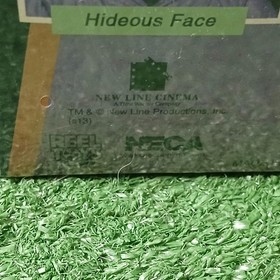 Hideous Face
NEW LINE CINEMA
TM & © New Line Productions, Inc.
REEL
TOYS
NECA